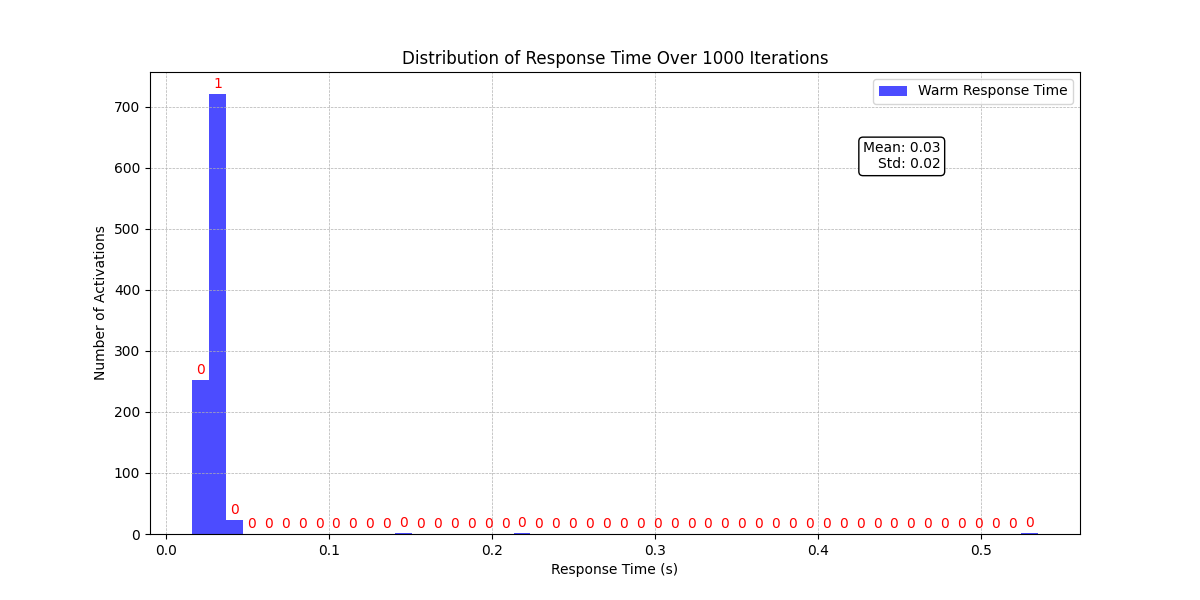 Distribution of Response Time Over 1000 Iterations
1
Warm Response Time
700
Mean: 0.03
Std: 0.02
600
500
400
300
0
200
100
0
0 0 0 0 0 0 0 0 0 0 0 0 0 0 0 0 0 0 0 0 0 0 0 0 0 0 0 0 0 0 0 0 0 0 0 0 0 0 0 0 0 0 0 0 0 0 0
0
Number of Activations
0.0 0.1 0.2 0.3 0.4 0.5
Response Time (s)